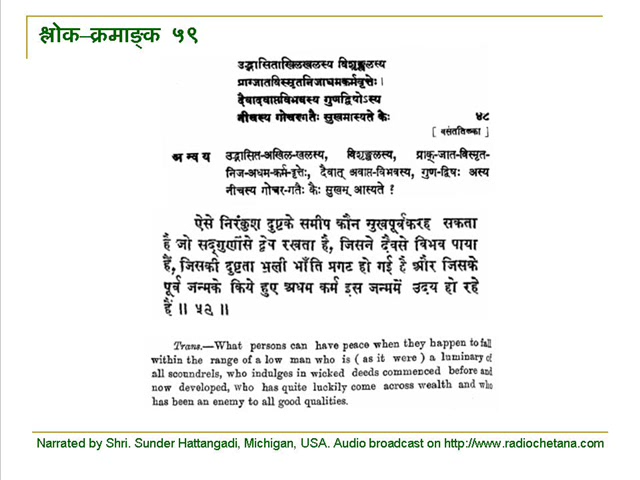 श्लोक–क्रमाङ्क ५९
उद्भासिताखिलखलस्य विशृङ्खलस्य
प्राग्जातविस्तृतनिजाधमकर्मवृत्तेः।
दैवादवाप्तविभवस्य गुणद्विषोऽस्य
नीचस्य गोचरगतैः सुखमास्यते कैः ४८
[ वसंततिलका ]
अन्वय उद्भासित-अखिल-खलस्य, विशृङ्खलस्य, प्राक्-जात-विस्तृत-
निज-अधम-कर्म-वृत्तेः, दैवात् अवाप्त-विभवस्य, गुण-द्विषः अस्य
नीचस्य गोचर-गतैः कैः सुखम् आस्यते ?
ऐसे निरंकुश दुष्टके समीप कौन सुखपूर्वकरह सकता
है जो सद्गुणोंसे द्वेप रखता है, जिसने दैवसे विभव पाया
है, जिसकी दुष्टता भली भाँति प्रगट हो गई है और जिसके
पूर्व जन्मके किये हुए अधम कर्म इस जन्ममें उदय हो रहे
हैं ॥ ५९ ॥
Trans.—What persons can have peace when they happen to fall
within the range of a low man who is ( as it were ) a luminary of
all scoundrels, who indulges in wicked deeds commenced before and
now developed, who has quite luckily come across wealth and who
has been an enemy to all good qualities.
Narrated by Shri. Sunder Hattangadi, Michigan, USA. Audio broadcast on http://www.radiochetana.com